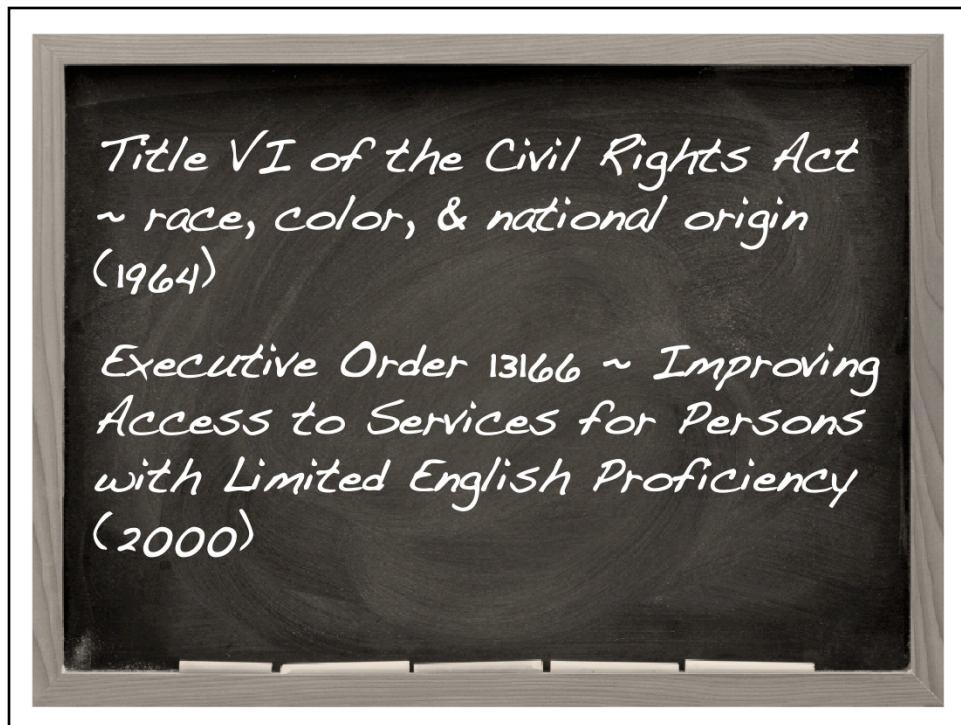 Title VI of the Civil Rights Act
~ race, color, & national origin
(1964)
Executive Order 13166 ~ Improving
Access to Services for Persons
with Limited English Proficiency
(2000)